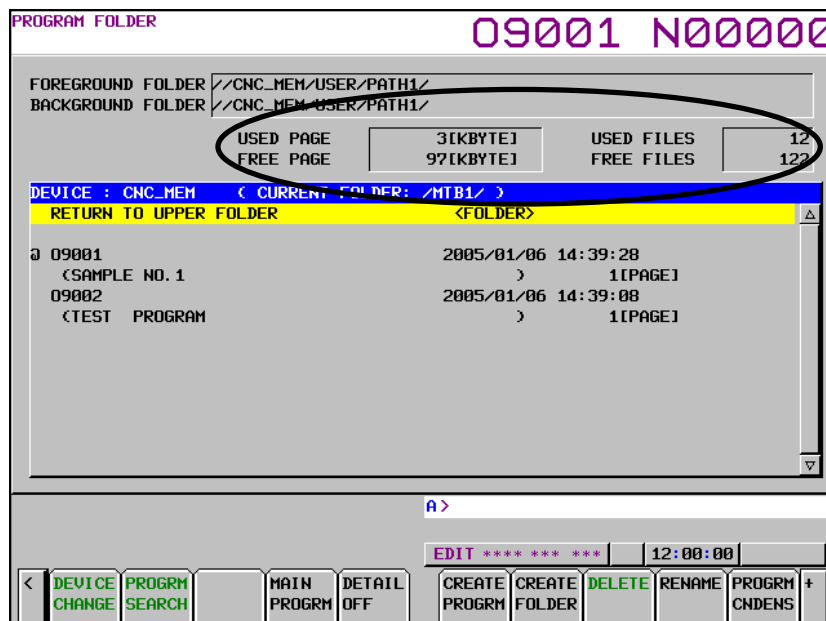 PROGRAM FOLDER O9001 N00000
FOREGROUND FOLDER //CNC_MEM/USER/PATH1/
BACKGROUND FOLDER //CNC_MEM/USER/PATH1/
USED PAGE 3[KBYTE] USED FILES 12
FREE PAGE 97[KBYTE] FREE FILES 122
DEVICE : CNC_MEM ( CURRENT FOLDER: /MTB1/ )
RETURN TO UPPER FOLDER <FOLDER>
@ O9001 2005/01/06 14:39:28
(SAMPLE NO.1 ) 1[PAGE]
O9002 2005/01/06 14:39:08
(TEST PROGRAM ) 1[PAGE]
A>
EDIT **** *** *** 12:00:00
< DEVICE CHANGE PROGRM SEARCH MAIN PROGRM DETAIL OFF CREATE PROGRM CREATE FOLDER DELETE RENAME PROGRM CNDENS +